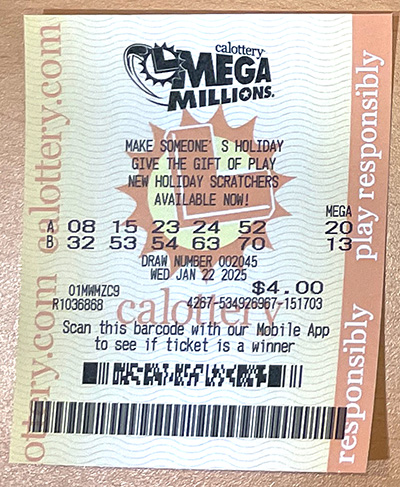 calottery
MEGA
MILLIONS.
MAKE SOMEONE S HOLIDAY
GIVE THE GIFT OF PLAY
NEW HOLIDAY SCRATCHERS
AVAILABLE NOW!
MEGA
A 08 15 23 24 52 20
B 32 53 54 63 70 13
DRAW NUMBER 002045
WED JAN 22 2025
01MWMZC9 $4.00
R1036868 4267-534926967-151703
calottery
Scan this barcode with our Mobile App
to see if ticket is a winner
ottery.com calottery.com
responsibly play responsibly